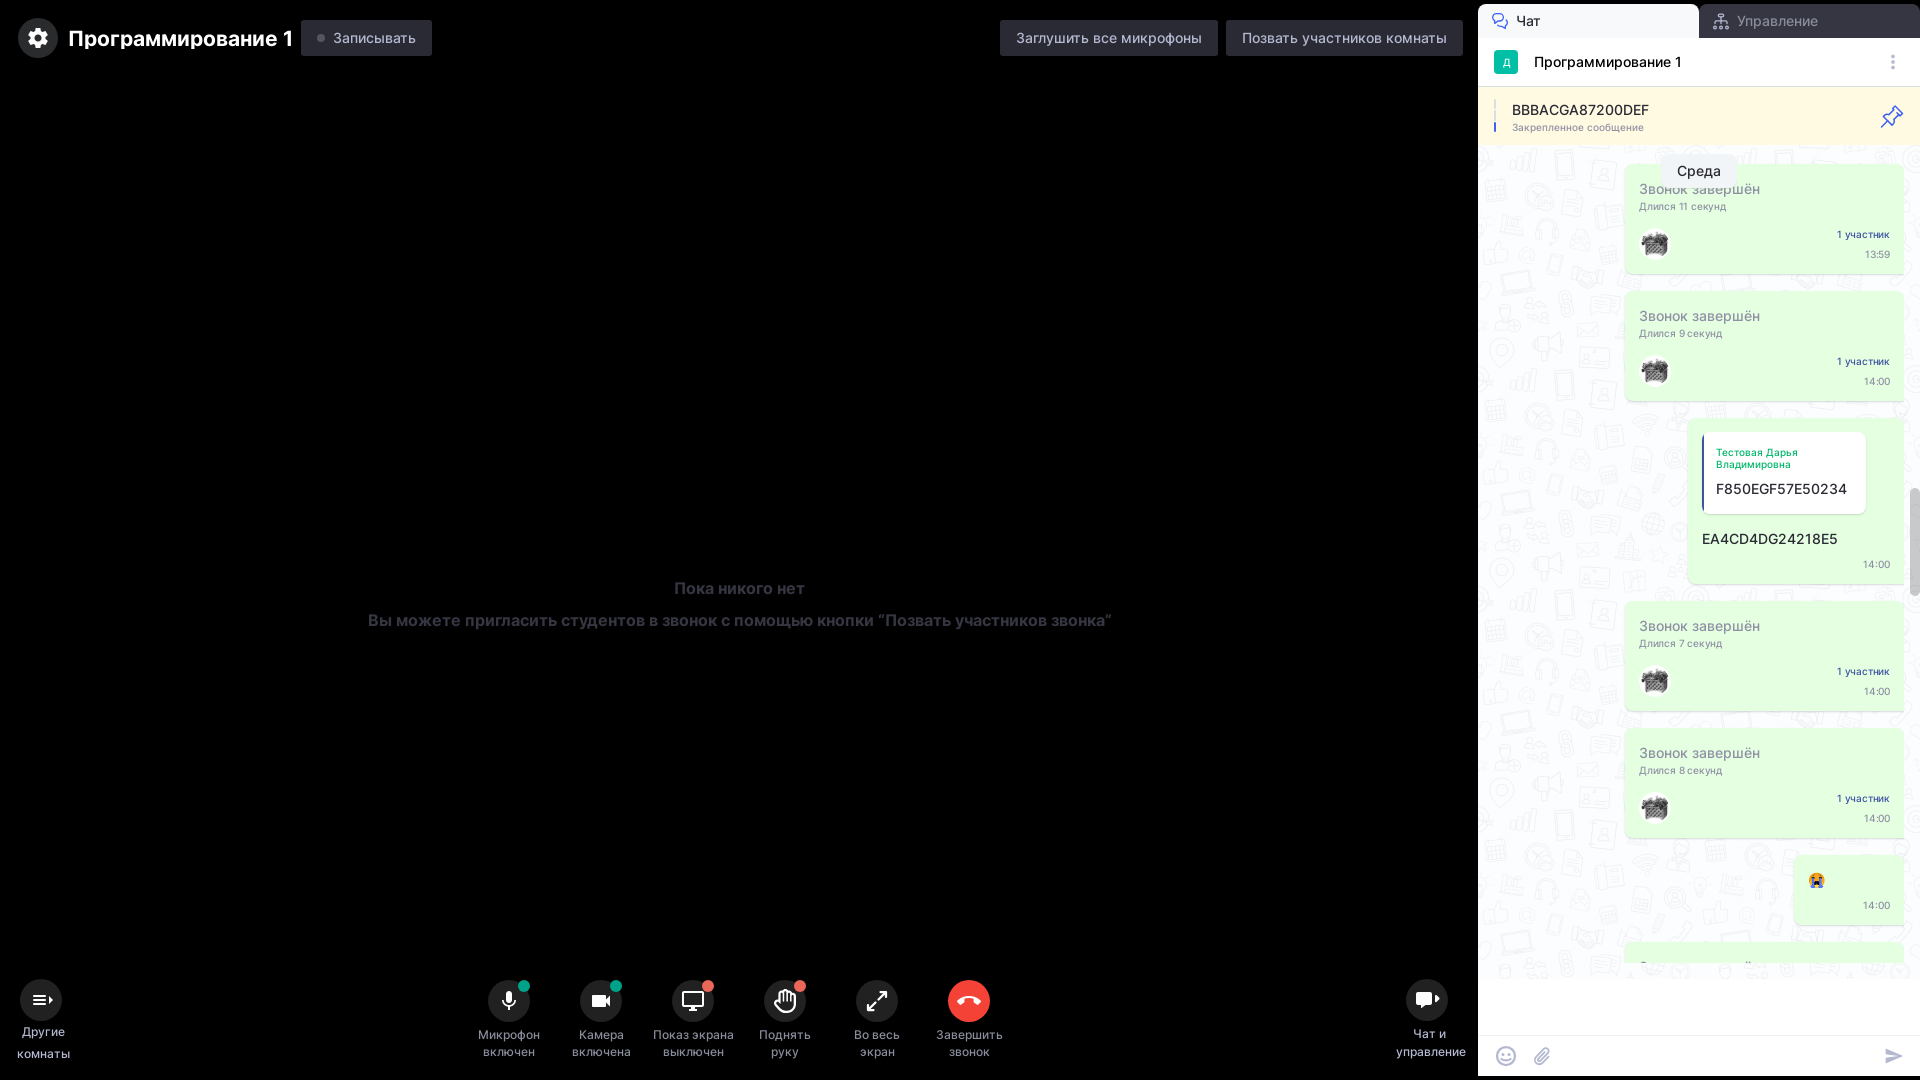 Программирование 1
Записывать
Заглушить все микрофоны
Позвать участников комнаты
Пока никого нет
Вы можете пригласить студентов в звонок с помощью кнопки “Позвать участников звонка”
Другие
комнаты
Микрофон
включен
Камера
включена
Показ экрана
выключен
Поднять
руку
Во весь
экран
Завершить
звонок
Чат и
управление
Чат
Управление
Д
Программирование 1
BBBACGA87200DEF
Закрепленное сообщение
Среда
Звонок завершён
Длился 11 секунд
1 участник
13:59
Звонок завершён
Длился 9 секунд
1 участник
14:00
Тестовая Дарья
Владимировна
F850EGF57E50234
EA4CD4DG24218E5
14:00
Звонок завершён
Длился 7 секунд
1 участник
14:00
Звонок завершён
Длился 8 секунд
1 участник
14:00
14:00